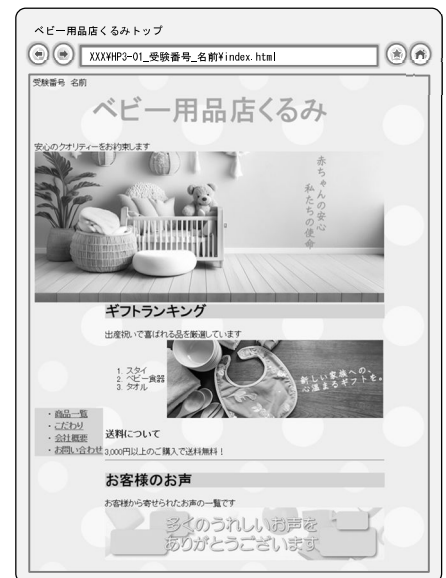 ベビー用品店くるみトップ
XXX¥HP3-01_受験番号_名前¥index.html
受験番号 名前
ベビー用品店くるみ
安心のクオリティーをお約束します
赤ちゃんの安心
私たちの使命
ギフトランキング
出産祝いで喜ばれる品を厳選しています
1. スタイ
2. ベビー食器
3. タオル
新しい家族への、
心温まるギフトを。
・商品一覧
・こだわり
・会社概要
・お問い合わせ
送料について
3,000円以上のご購入で送料無料！
お客様のお声
お客様から寄せられたお声の一覧です
多くのうれしいお声を
ありがとうございます